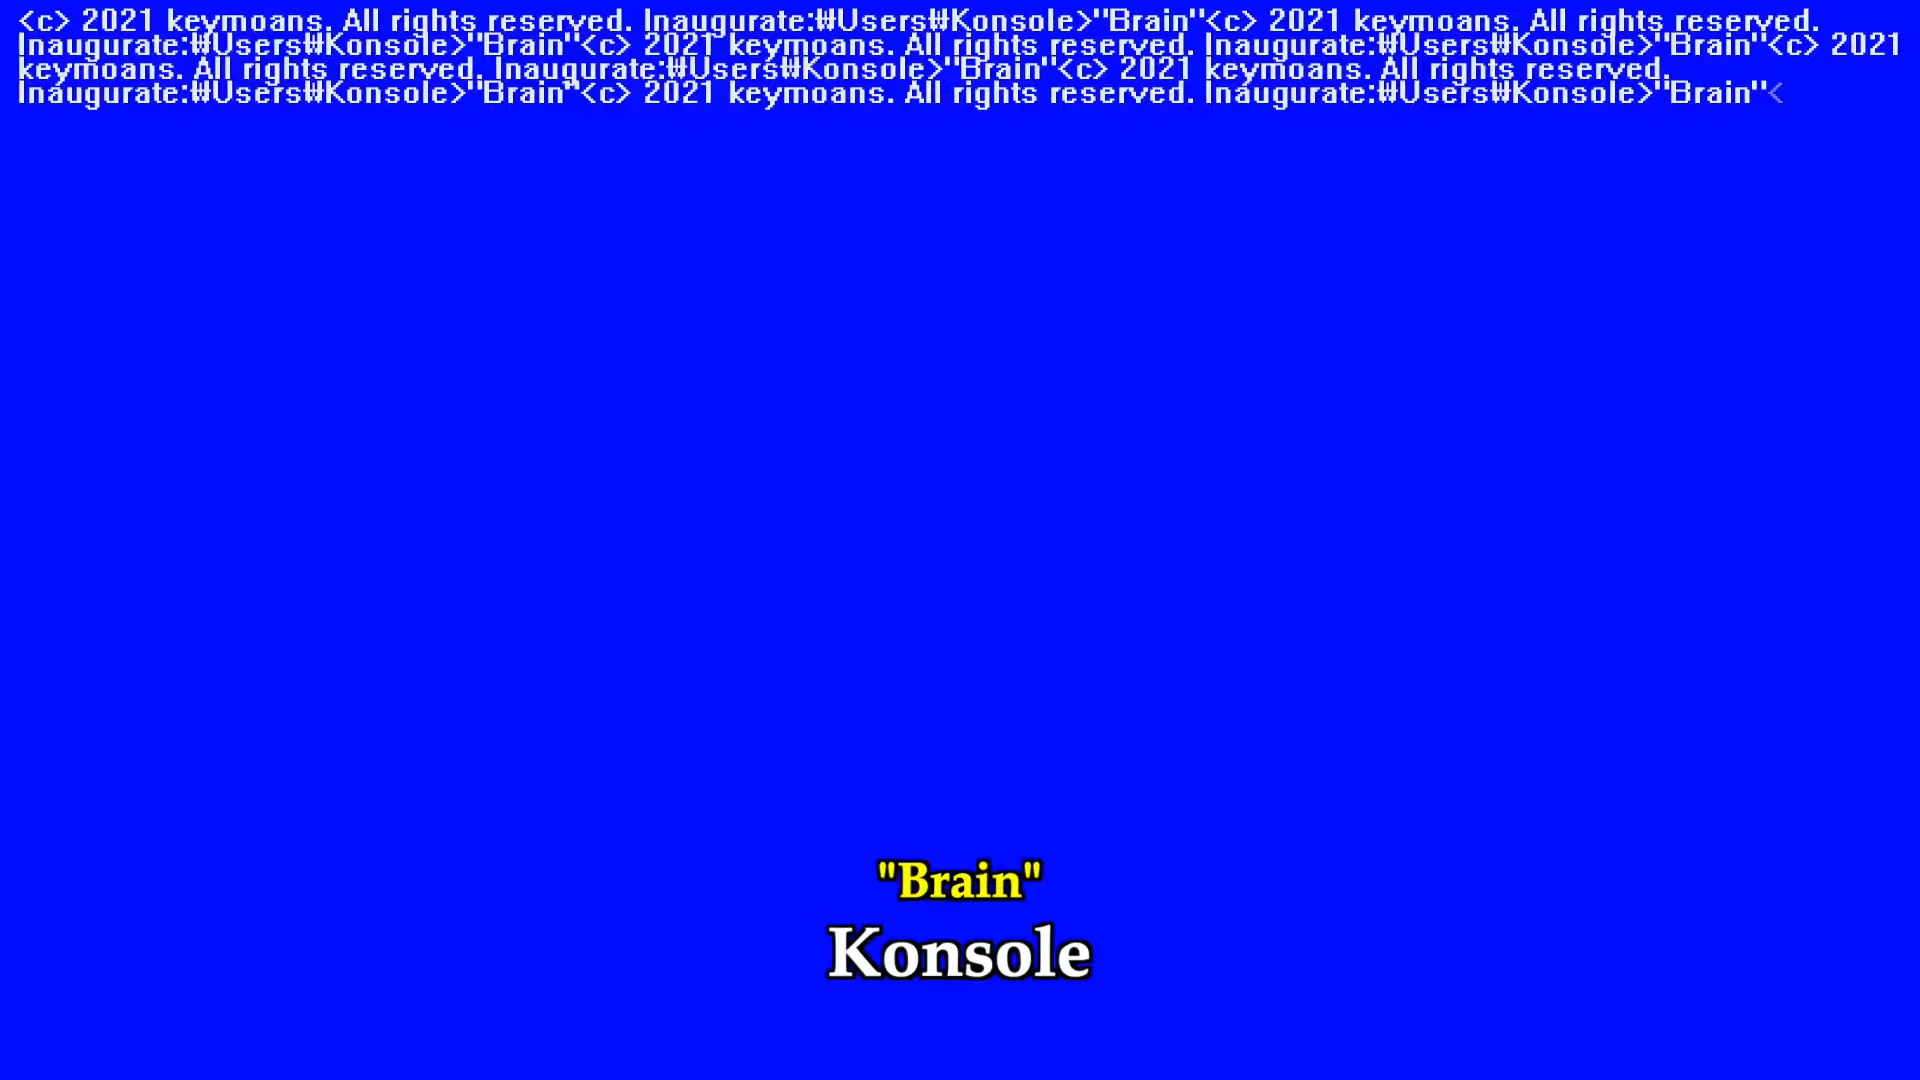 <c> 2021 keymoans. All rights reserved. Inaugurate:₩Users₩Konsole>"Brain"<c> 2021 keymoans. All rights reserved.
Inaugurate:₩Users₩Konsole>"Brain"<c> 2021 keymoans. All rights reserved. Inaugurate:₩Users₩Konsole>"Brain"<c> 2021
keymoans. All rights reserved. Inaugurate:₩Users₩Konsole>"Brain"<c> 2021 keymoans. All rights reserved.
Inaugurate:₩Users₩Konsole>"Brain"<c> 2021 keymoans. All rights reserved. Inaugurate:₩Users₩Konsole>"Brain"<
"Brain"
Konsole